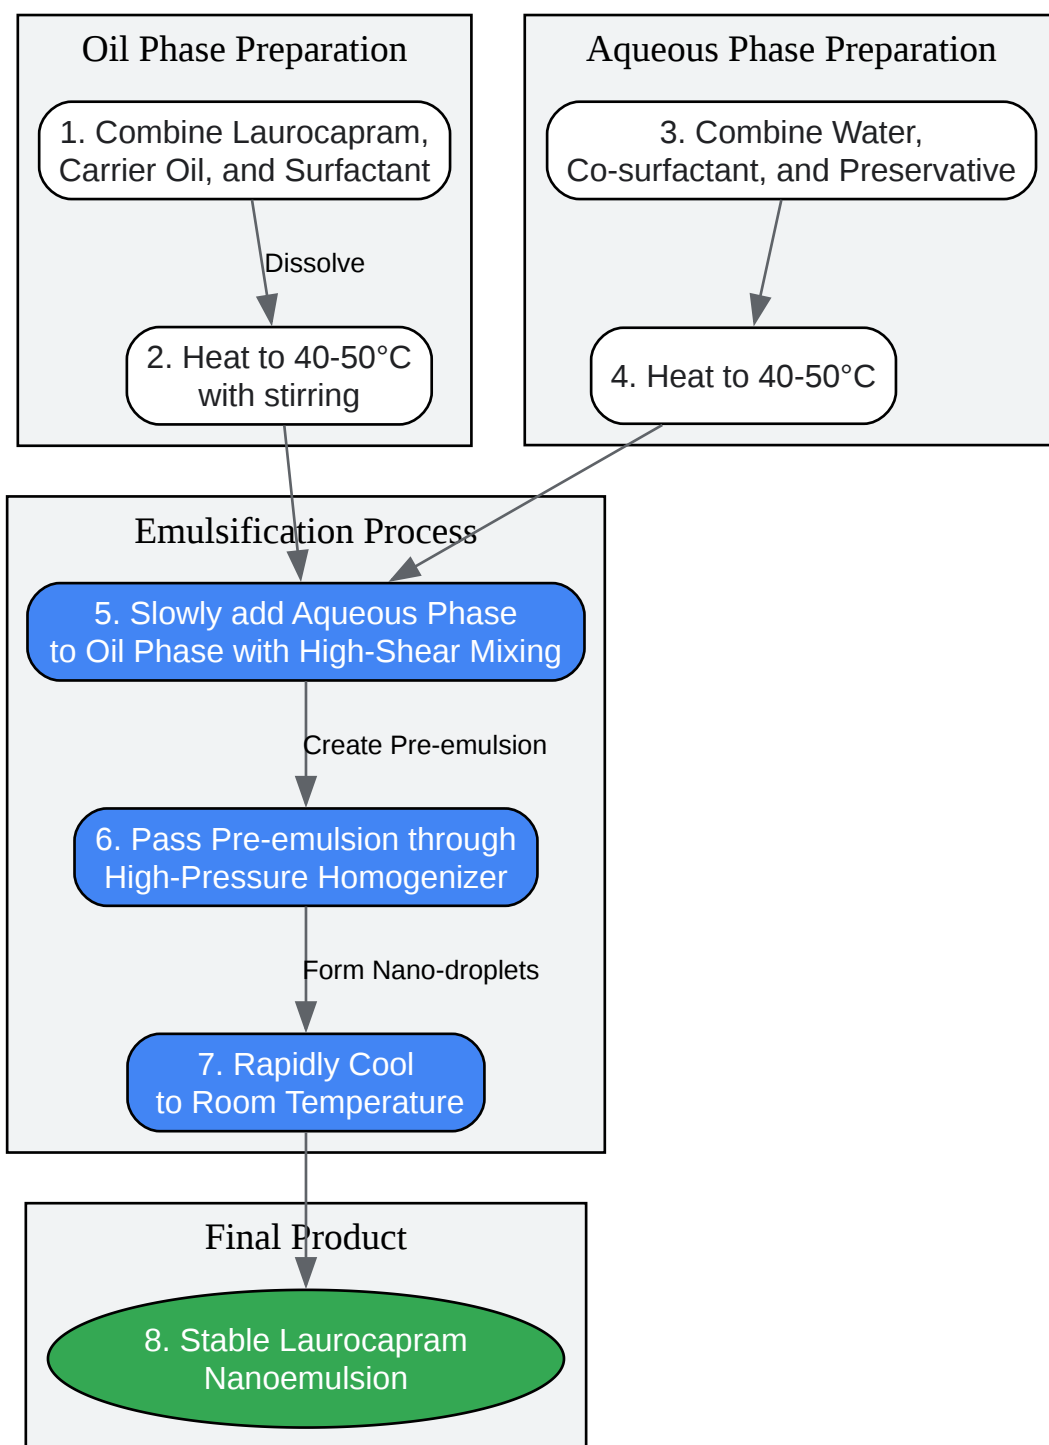 Oil Phase Preparation
1. Combine Laurocapram,
Carrier Oil, and Surfactant
Dissolve
2. Heat to 40-50°C
with stirring
Aqueous Phase Preparation
3. Combine Water,
Co-surfactant, and Preservative
4. Heat to 40-50°C
Emulsification Process
5. Slowly add Aqueous Phase
to Oil Phase with High-Shear Mixing
Create Pre-emulsion
6. Pass Pre-emulsion through
High-Pressure Homogenizer
Form Nano-droplets
7. Rapidly Cool
to Room Temperature
Final Product
8. Stable Laurocapram
Nanoemulsion